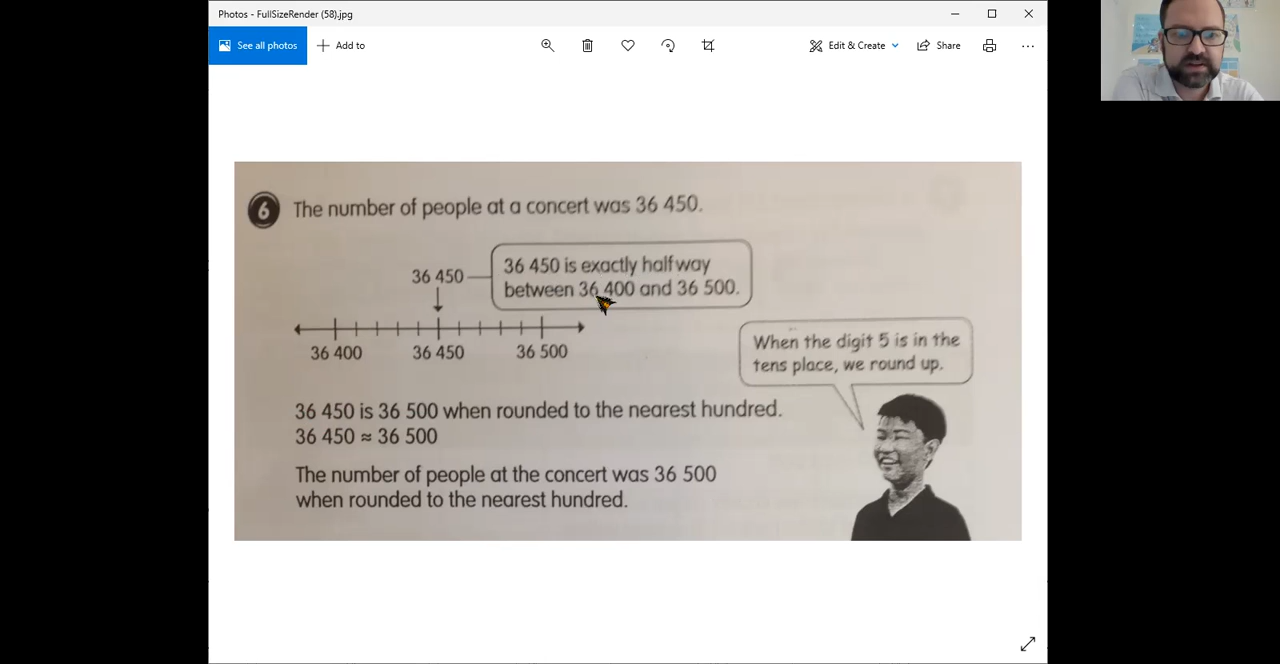 Photos - FullSizeRender (58).jpg
See all photos
Add to
Edit & Create
Share
6
The number of people at a concert was 36 450.
36 450
36 450 is exactly halfway
between 36 400 and 36 500.
36 400
36 450
36 500
When the digit 5 is in the
tens place, we round up.
36 450 is 36 500 when rounded to the nearest hundred.
36 450 ≈ 36 500
The number of people at the concert was 36 500
when rounded to the nearest hundred.